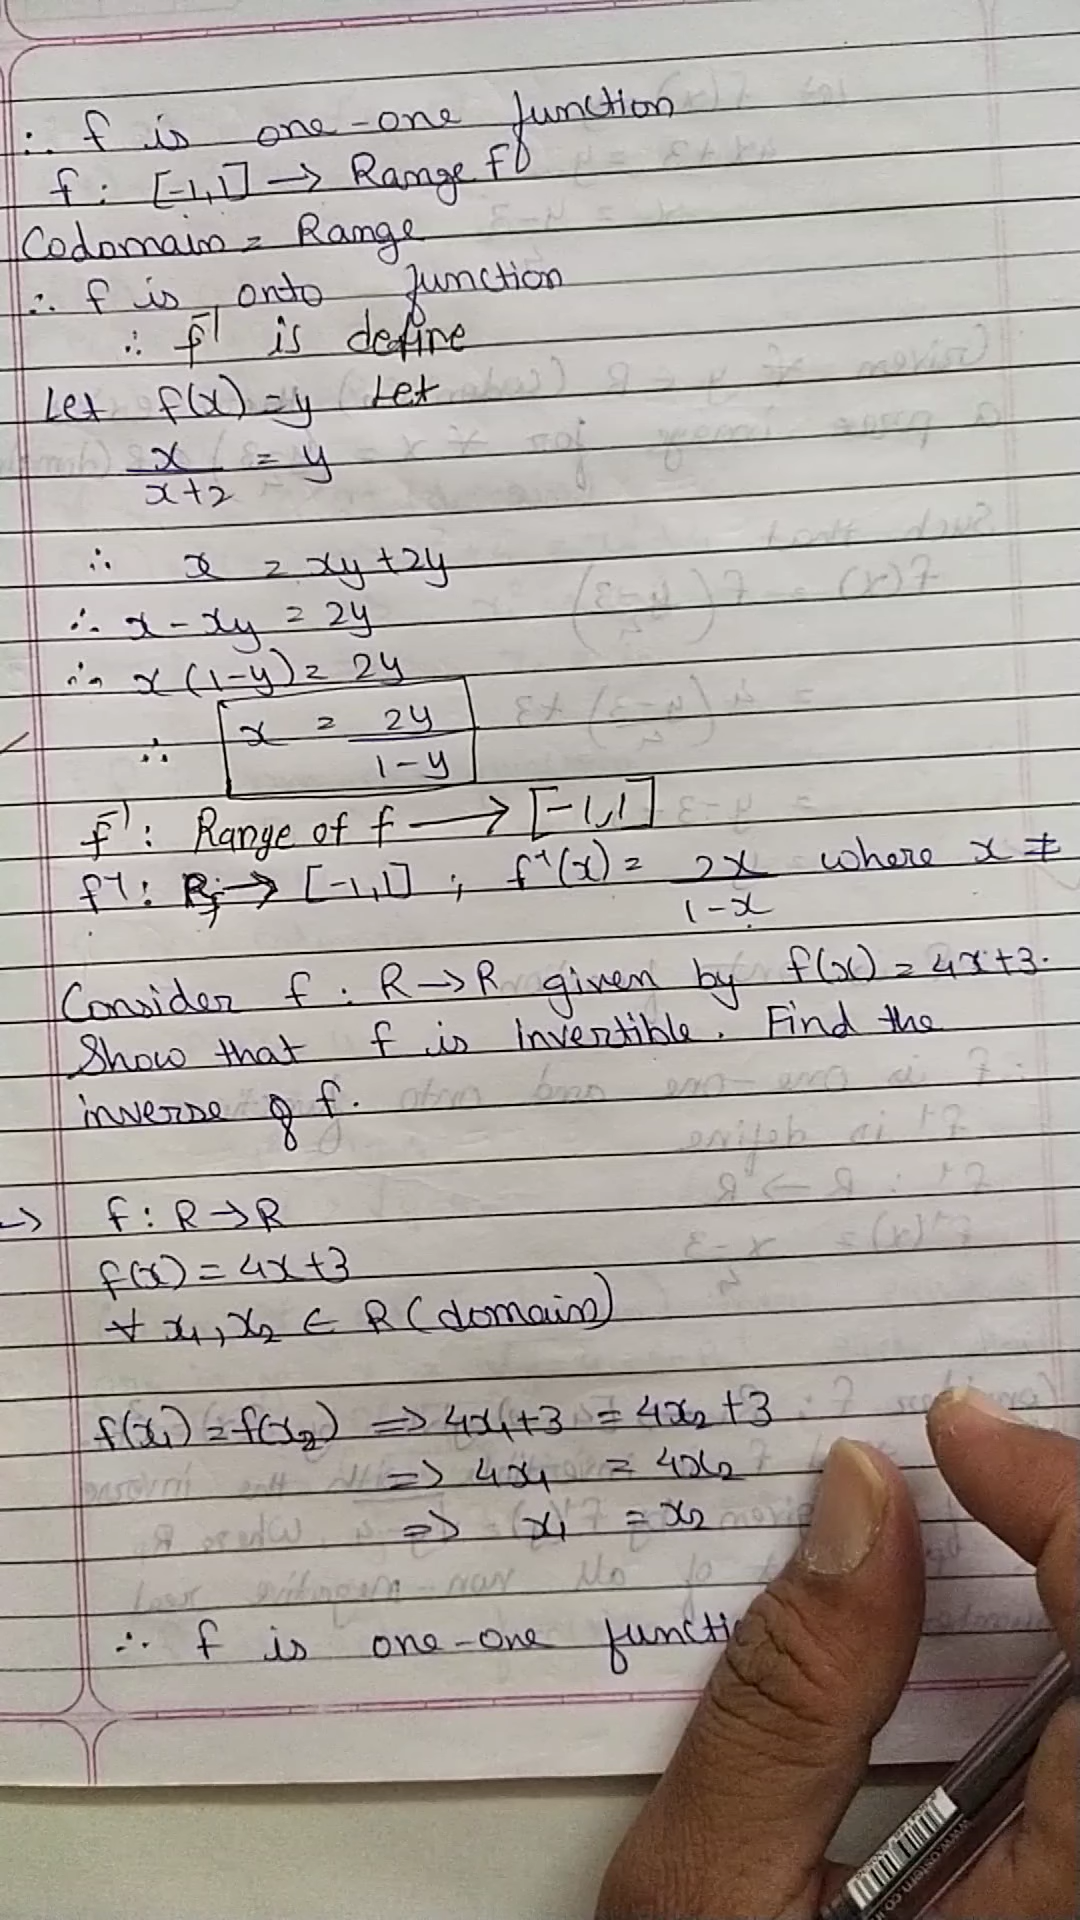 ∴ f is one-one function
f : [-1,1] → Range f
Codomain = Range
∴ f is onto function
∴ f⁻¹ is define
Let f(x) = y Let
x/(x+2) = y
∴ x = xy + 2y
∴ x - xy = 2y
∴ x (1-y) = 2y
∴ x = 2y/(1-y)
f⁻¹ : Range of f → [-1,1]
f⁻¹ : Rf → [-1,1] ; f⁻¹(x) = 2x/(1-x) where x ≠
Consider f : R→R given by f(x) = 4x+3.
Show that f is invertible. Find the
inverse of f.
→ f : R→R
f(x) = 4x+3
∀ x₁, x₂ ∈ R (domain)
f(x₁) = f(x₂) ⇒ 4x₁+3 = 4x₂+3
⇒ 4x₁ = 4x₂
⇒ x₁ = x₂
∴ f is one-one